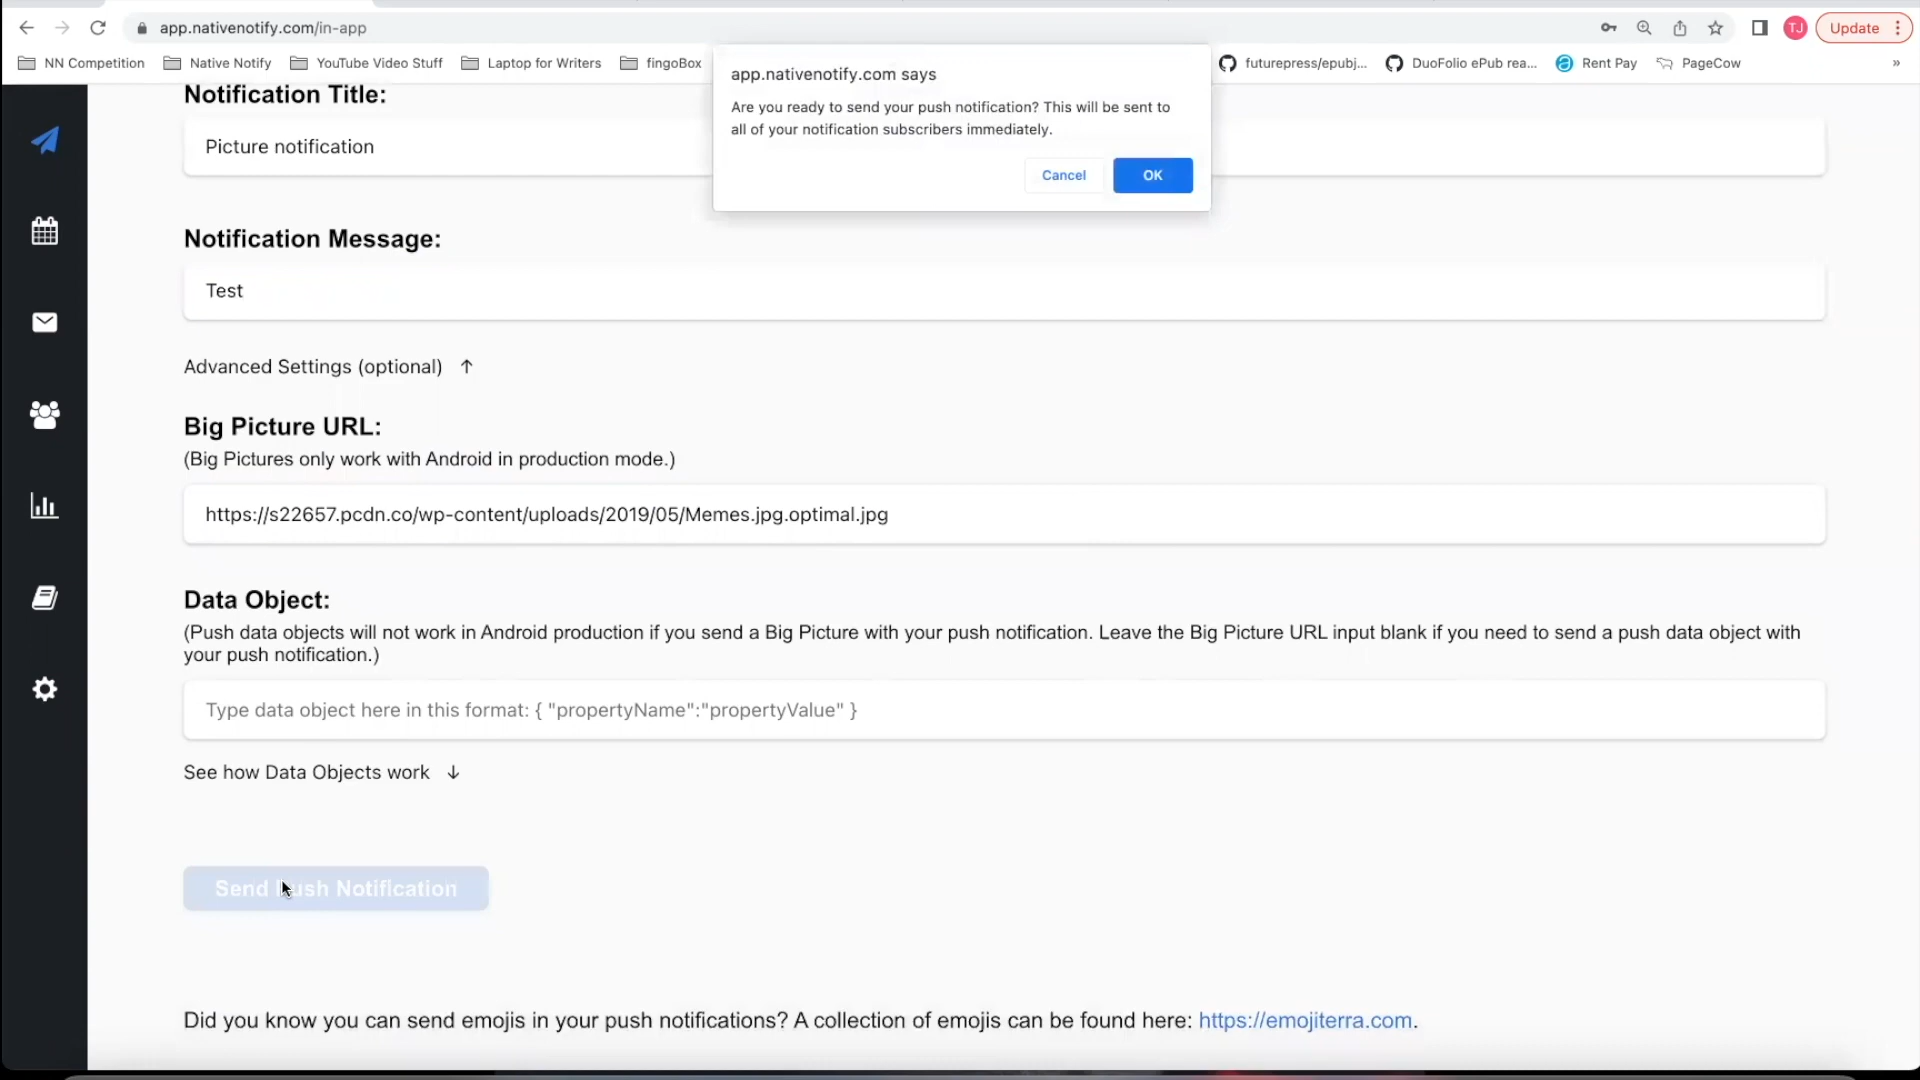 app.nativenotify.com/in-app
TJ
Update
NN Competition
Native Notify
YouTube Video Stuff
Laptop for Writers
fingoBox
futurepress/epubj...
DuoFolio ePub rea...
Rent Pay
PageCow
»
app.nativenotify.com says
Are you ready to send your push notification? This will be sent to
all of your notification subscribers immediately.
Cancel
OK
Notification Title:
Picture notification
Notification Message:
Test
Advanced Settings (optional) ↑
Big Picture URL:
(Big Pictures only work with Android in production mode.)
https://s22657.pcdn.co/wp-content/uploads/2019/05/Memes.jpg.optimal.jpg
Data Object:
(Push data objects will not work in Android production if you send a Big Picture with your push notification. Leave the Big Picture URL input blank if you need to send a push data object with
your push notification.)
Type data object here in this format: { "propertyName":"propertyValue" }
See how Data Objects work ↓
Send Push Notification
Did you know you can send emojis in your push notifications? A collection of emojis can be found here: https://emojiterra.com.